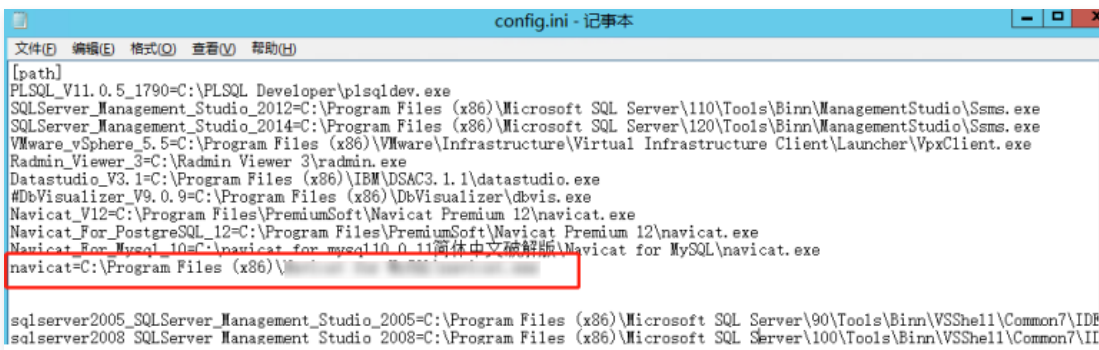 config.ini - 记事本
文件(F) 编辑(E) 格式(O) 查看(V) 帮助(H)
[path]
PLSQL_V11.0.5_1790=C:\PLSQL Developer\plsqldev.exe
SQLServer_Management_Studio_2012=C:\Program Files (x86)\Microsoft SQL Server\110\Tools\Binn\ManagementStudio\Ssms.exe
SQLServer_Management_Studio_2014=C:\Program Files (x86)\Microsoft SQL Server\120\Tools\Binn\ManagementStudio\Ssms.exe
VMware_vSphere_5.5=C:\Program Files (x86)\VMware\Infrastructure\Virtual Infrastructure Client\Launcher\VpxClient.exe
Radmin_Viewer_3=C:\Radmin Viewer 3\radmin.exe
Datastudio_V3.1=C:\Program Files (x86)\IBM\DSAC3.1.1\datastudio.exe
#DbVisualizer_V9.0.9=C:\Program Files (x86)\DbVisualizer\dbvis.exe
Navicat_V12=C:\Program Files\PremiumSoft\Navicat Premium 12\navicat.exe
Navicat_For_PostgreSQL_12=C:\Program Files\PremiumSoft\Navicat Premium 12\navicat.exe
Navicat_For_Mysql_10=C:\navicat_for_mysql10.0.11简体中文破解版\Navicat for MySQL\navicat.exe
navicat=C:\Program Files (x86)\
sqlserver2005_SQLServer_Management_Studio_2005=C:\Program Files (x86)\Microsoft SQL Server\90\Tools\Binn\VSShell\Common7\IDE
sqlserver2008_SQLServer_Management_Studio_2008=C:\Program Files (x86)\Microsoft SQL Server\100\Tools\Binn\VSShell\Common7\ID